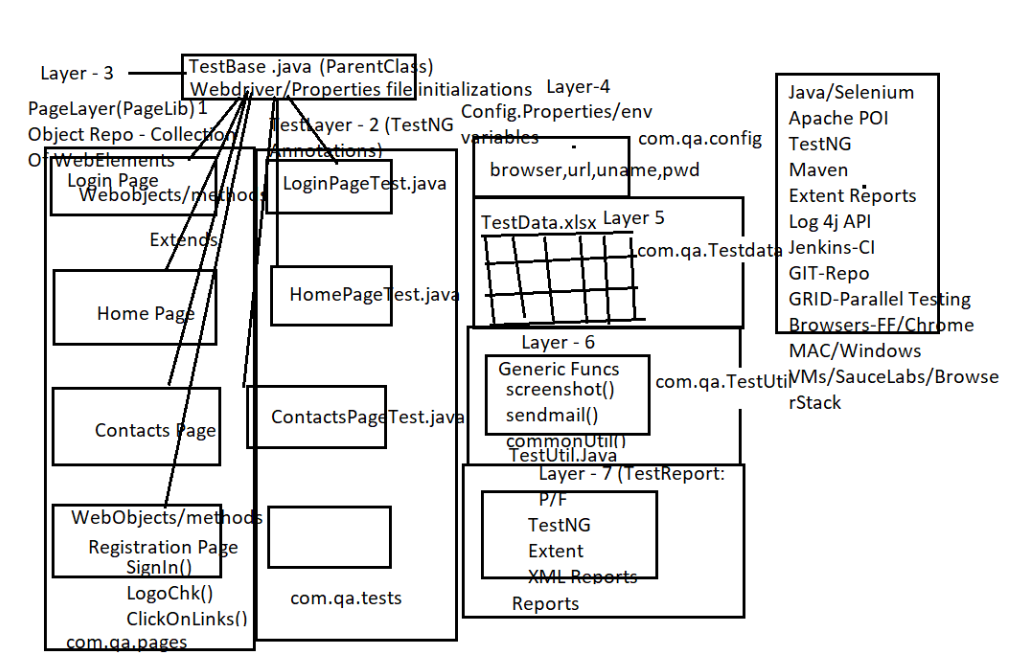 Layer - 3
TestBase .java (ParentClass)
Webdriver/Properties file initializations
PageLayer(PageLib) 1
Object Repo - Collection
Of WebElements
Login Page
Webobjects/methods
Extends
Home Page
Contacts Page
WebObjects/methods
Registration Page
SignIn()
LogoChk()
ClickOnLinks()
com.qa.pages
TestLayer - 2 (TestNG
Annotations)
LoginPageTest.java
HomePageTest.java
ContactsPageTest.java
com.qa.tests
Layer-4
Config.Properties/env
variables
com.qa.config
browser,url,uname,pwd
TestData.xlsx
Layer 5
com.qa.Testdata
Layer - 6
Generic Funcs
screenshot()
sendmail()
commonUtil()
TestUtil.Java
com.qa.TestUtil
Layer - 7 (TestReport:
P/F
TestNG
Extent
XML Reports
Reports
Java/Selenium
Apache POI
TestNG
Maven
Extent Reports
Log 4j API
Jenkins-CI
GIT-Repo
GRID-Parallel Testing
Browsers-FF/Chrome
MAC/Windows
VMs/SauceLabs/Browse
rStack